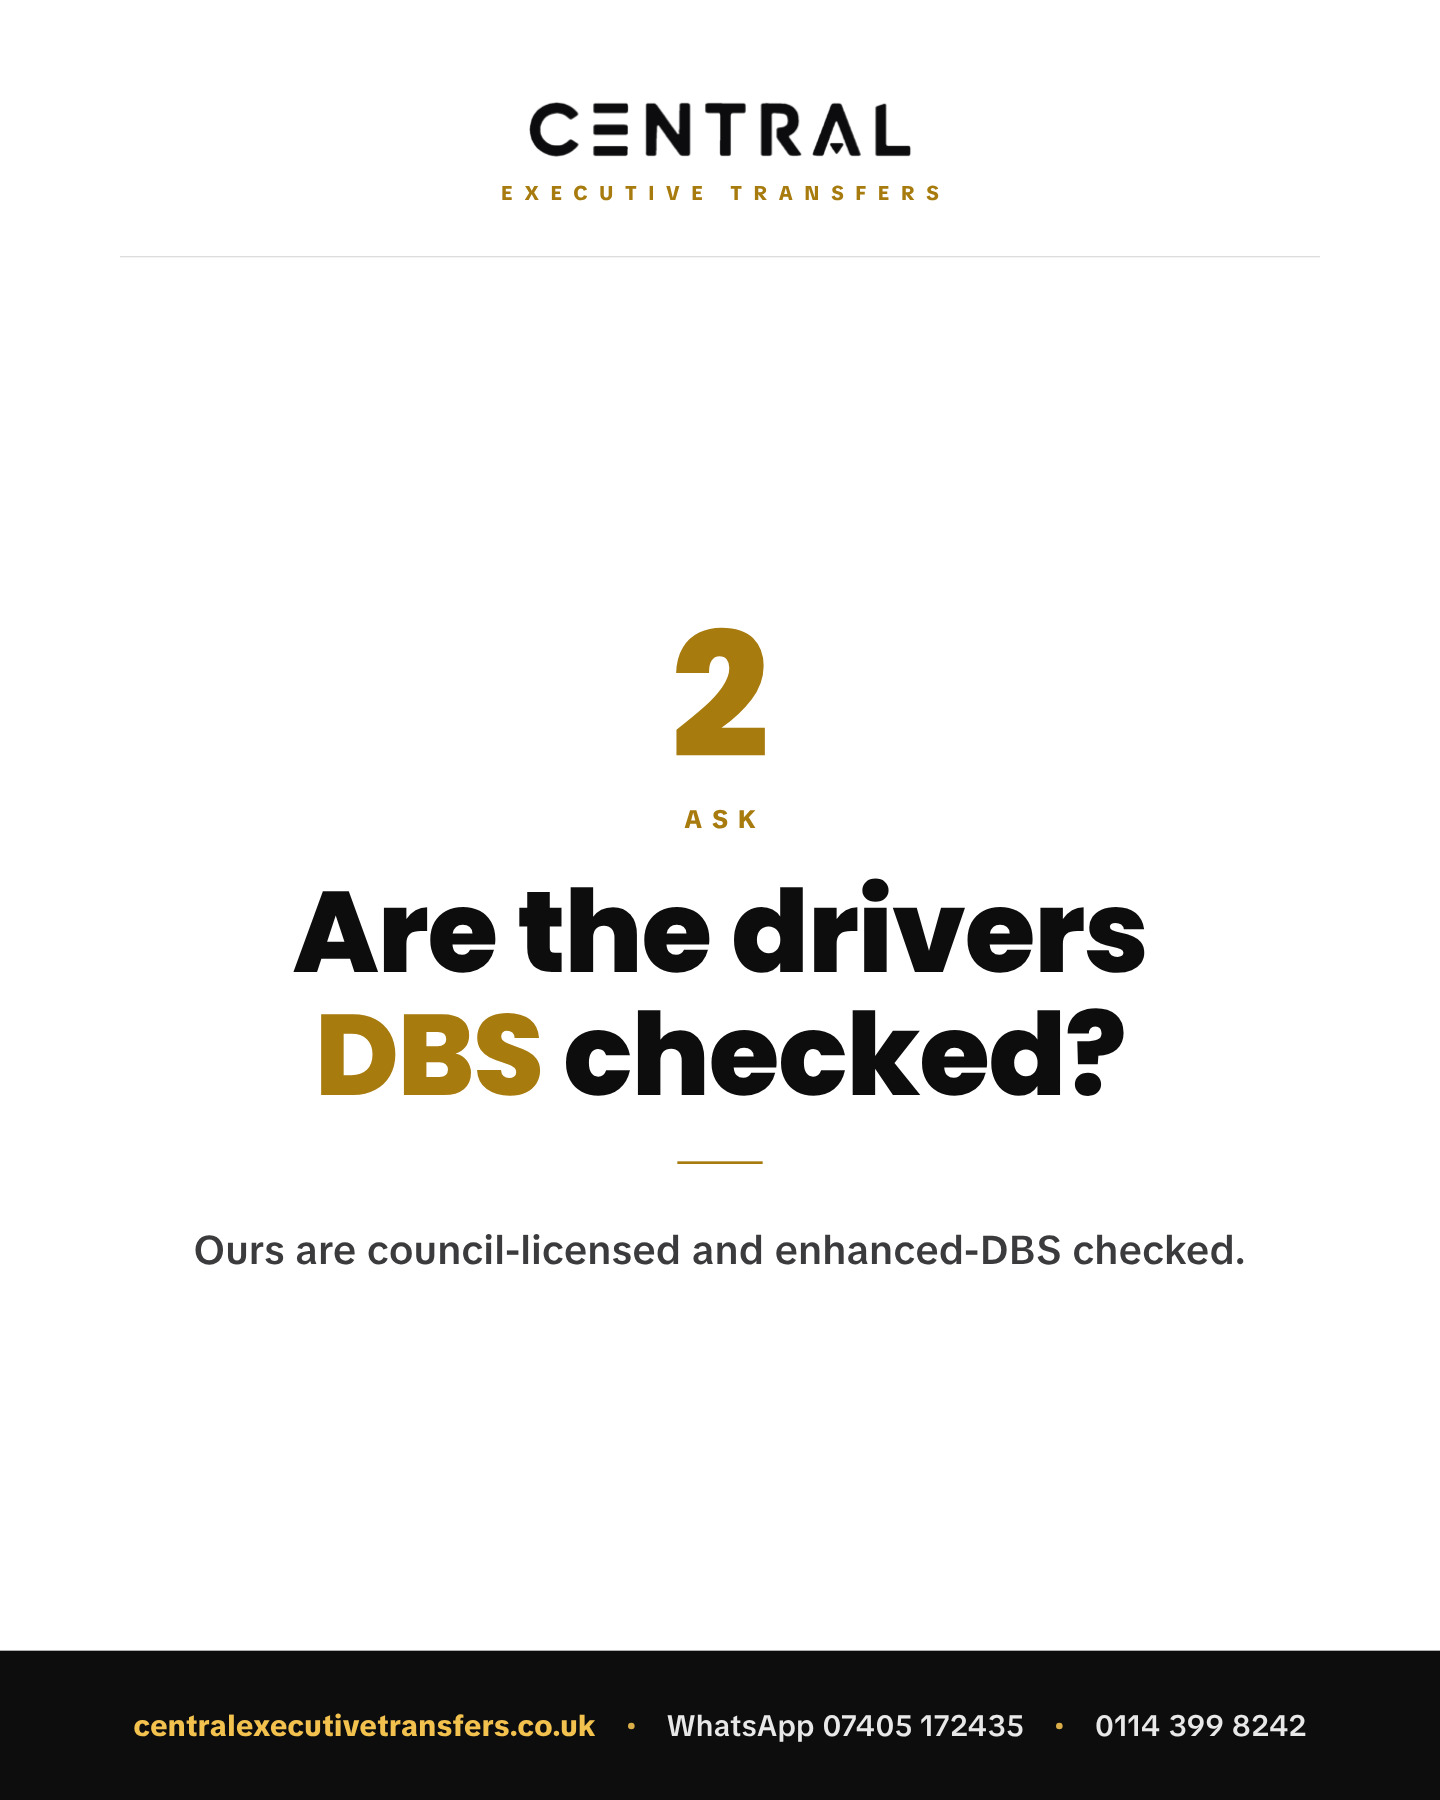 CENTRAL
EXECUTIVE TRANSFERS
2
ASK
Are the drivers
DBS checked?
Ours are council-licensed and enhanced-DBS checked.
centralexecutivetransfers.co.uk • WhatsApp 07405 172435 • 0114 399 8242